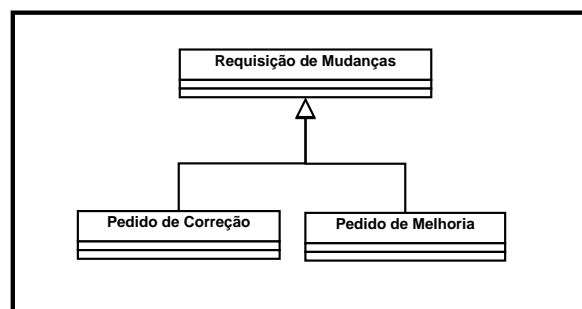 Requisição de Mudanças
Pedido de Correção
Pedido de Melhoria